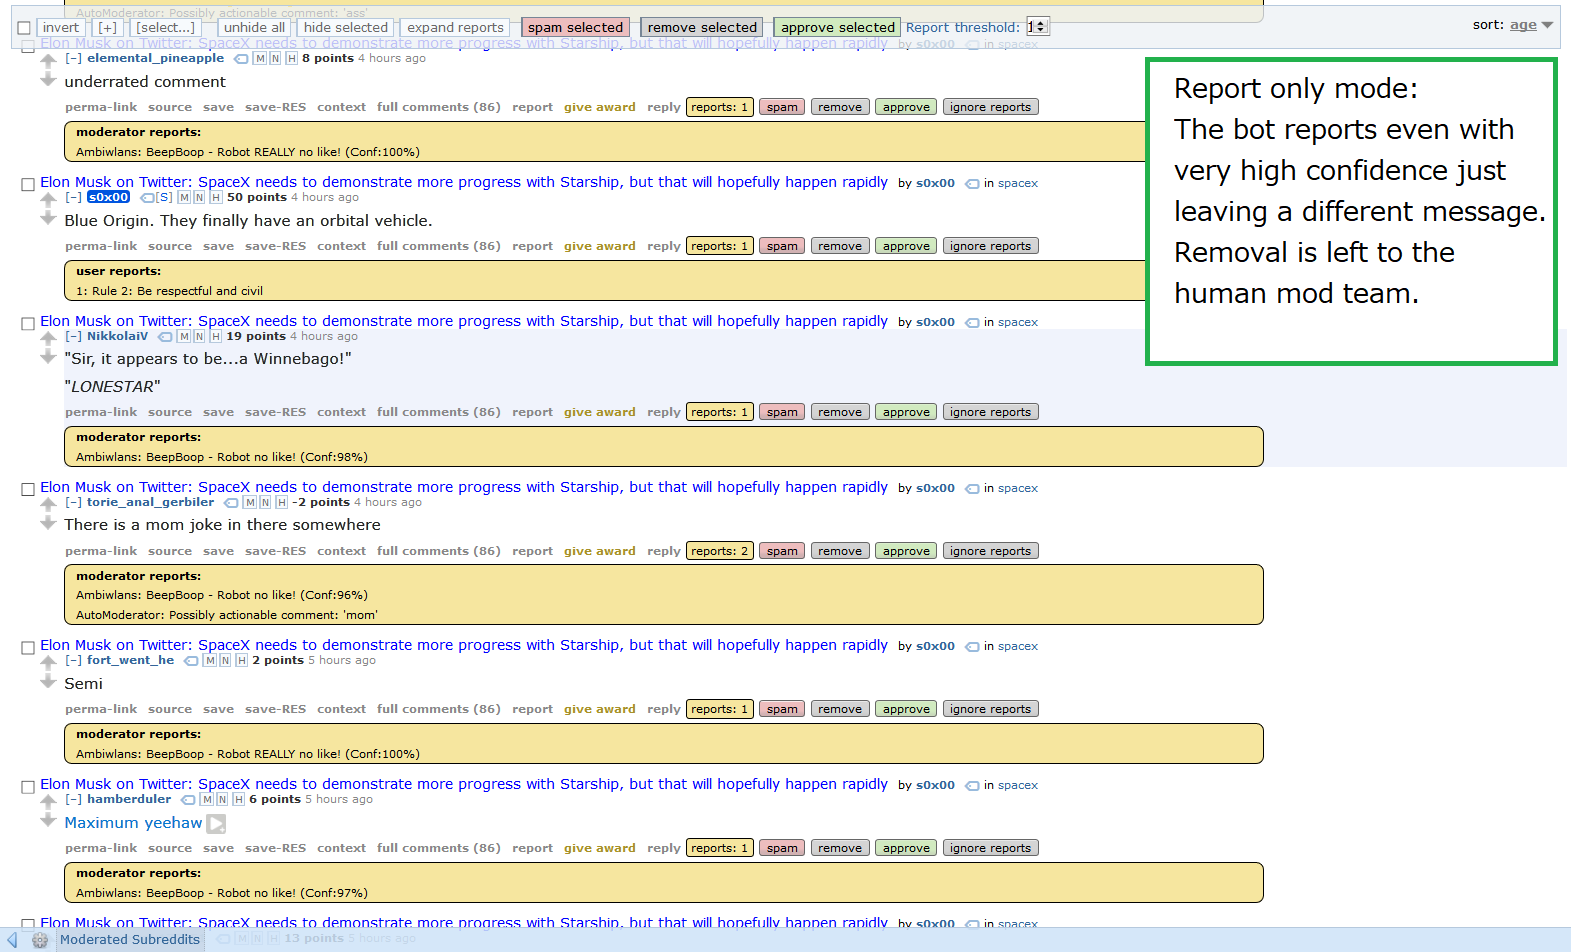 AutoModerator: Possibly actionable comment: 'ass'
invert [+] [select...] unhide all hide selected expand reports spam selected remove selected approve selected Report threshold: 1 sort: age
Elon Musk on Twitter: SpaceX needs to demonstrate more progress with Starship, but that will hopefully happen rapidly by s0x00 in spacex
[–] elemental_pineapple M N H 8 points 4 hours ago
underrated comment
perma-link source save save-RES context full comments (86) report give award reply reports: 1 spam remove approve ignore reports
moderator reports:
Ambiwlans: BeepBoop - Robot REALLY no like! (Conf:100%)
Elon Musk on Twitter: SpaceX needs to demonstrate more progress with Starship, but that will hopefully happen rapidly by s0x00 in spacex
[–] s0x00 [S] M N H 50 points 4 hours ago
Blue Origin. They finally have an orbital vehicle.
perma-link source save save-RES context full comments (86) report give award reply reports: 1 spam remove approve ignore reports
user reports:
1: Rule 2: Be respectful and civil
Report only mode:
The bot reports even with
very high confidence just
leaving a different message.
Removal is left to the
human mod team.
Elon Musk on Twitter: SpaceX needs to demonstrate more progress with Starship, but that will hopefully happen rapidly by s0x00 in spacex
[–] NikkolaiV M N H 19 points 4 hours ago
"Sir, it appears to be...a Winnebago!"
"LONESTAR"
perma-link source save save-RES context full comments (86) report give award reply reports: 1 spam remove approve ignore reports
moderator reports:
Ambiwlans: BeepBoop - Robot no like! (Conf:98%)
Elon Musk on Twitter: SpaceX needs to demonstrate more progress with Starship, but that will hopefully happen rapidly by s0x00 in spacex
[–] torie_anal_gerbiler M N H -2 points 4 hours ago
There is a mom joke in there somewhere
perma-link source save save-RES context full comments (86) report give award reply reports: 2 spam remove approve ignore reports
moderator reports:
Ambiwlans: BeepBoop - Robot no like! (Conf:96%)
AutoModerator: Possibly actionable comment: 'mom'
Elon Musk on Twitter: SpaceX needs to demonstrate more progress with Starship, but that will hopefully happen rapidly by s0x00 in spacex
[–] fort_went_he M N H 2 points 5 hours ago
Semi
perma-link source save save-RES context full comments (86) report give award reply reports: 1 spam remove approve ignore reports
moderator reports:
Ambiwlans: BeepBoop - Robot REALLY no like! (Conf:100%)
Elon Musk on Twitter: SpaceX needs to demonstrate more progress with Starship, but that will hopefully happen rapidly by s0x00 in spacex
[–] hamberduler M N H 6 points 5 hours ago
Maximum yeehaw
perma-link source save save-RES context full comments (86) report give award reply reports: 1 spam remove approve ignore reports
moderator reports:
Ambiwlans: BeepBoop - Robot no like! (Conf:97%)
Elon Musk on Twitter: SpaceX needs to demonstrate more progress with Starship, but that will hopefully happen rapidly by s0x00 in spacex
Moderated Subreddits M N H 13 points 5 hours ago